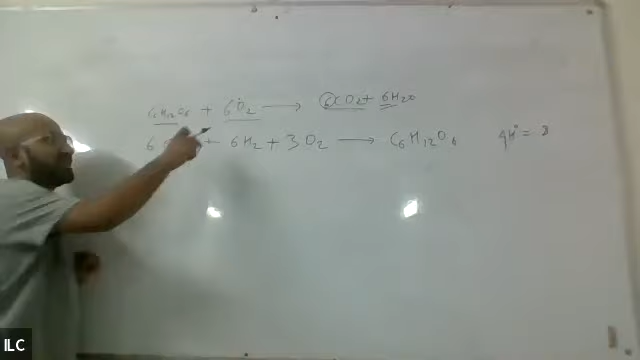 C6H12O6 + 6O2 → 6CO2 + 6H2O
6 + 6H2 + 3O2 → C6H12O6 ΔH° =
ILC